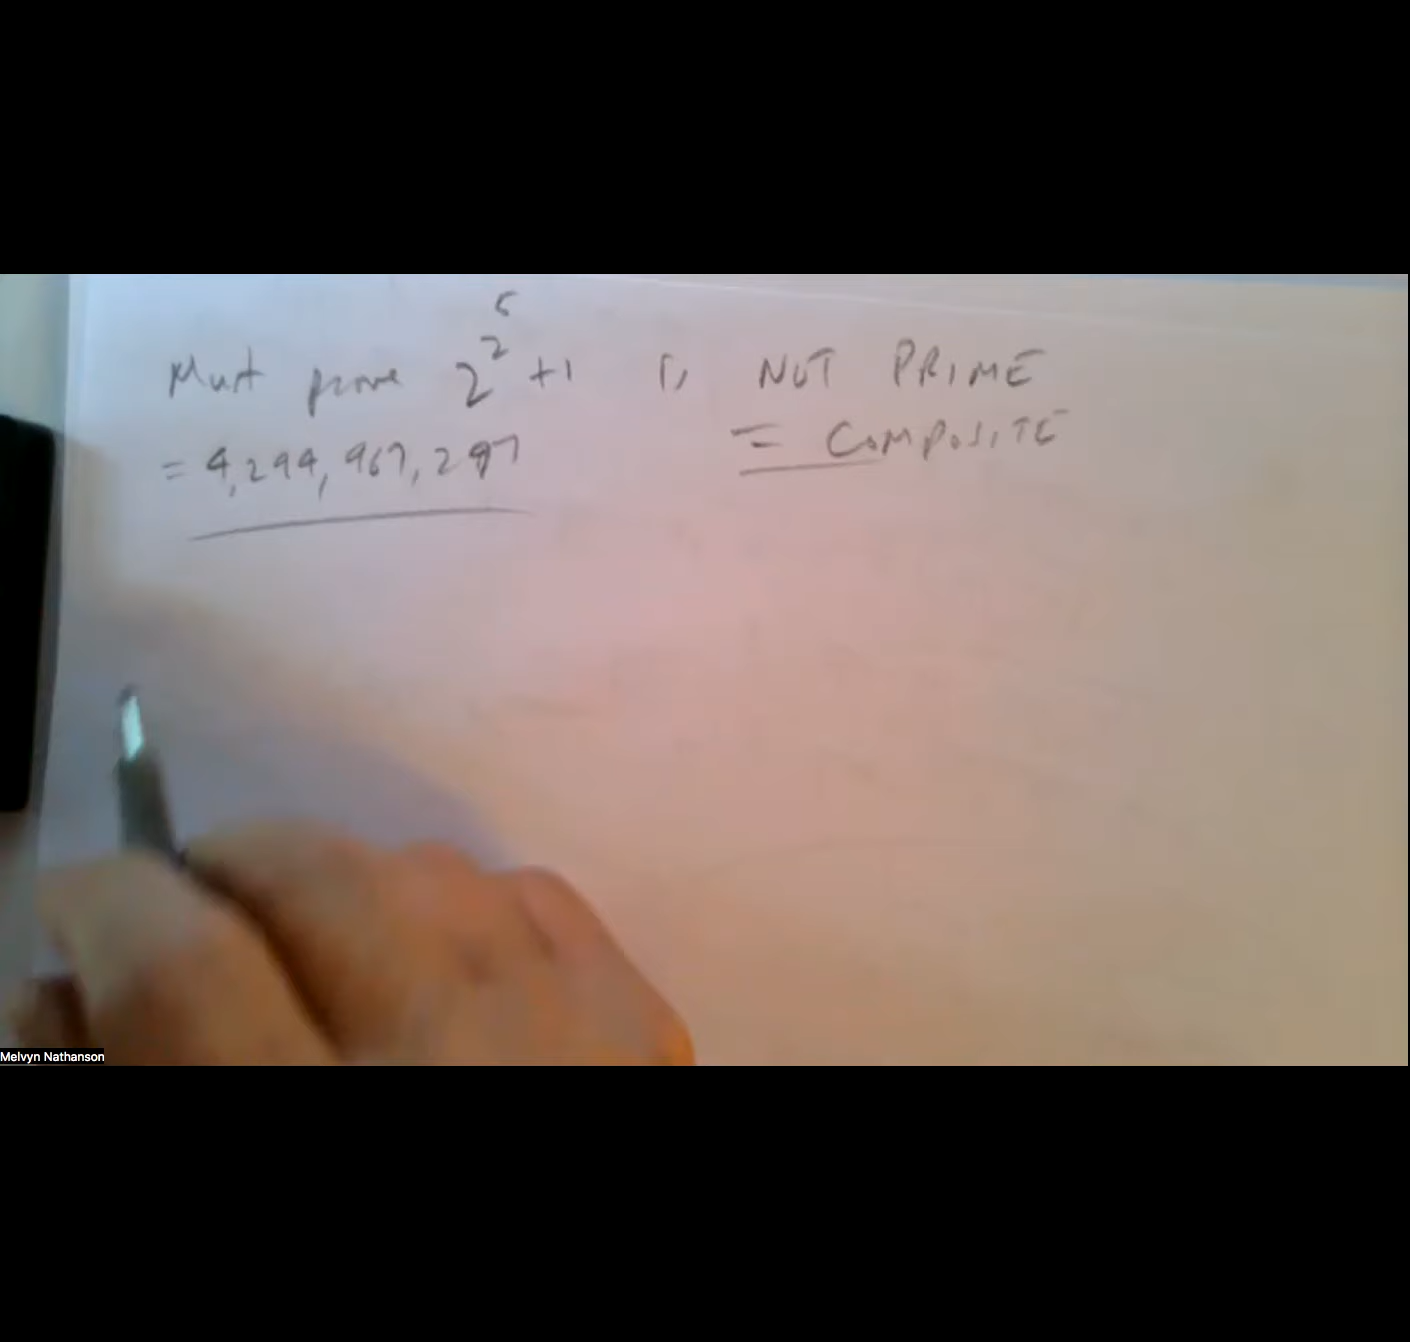 Must prove 2^2^5 +1 is NOT PRIME
= 4,294,967,297 = COMPOSITE
Melvyn Nathanson